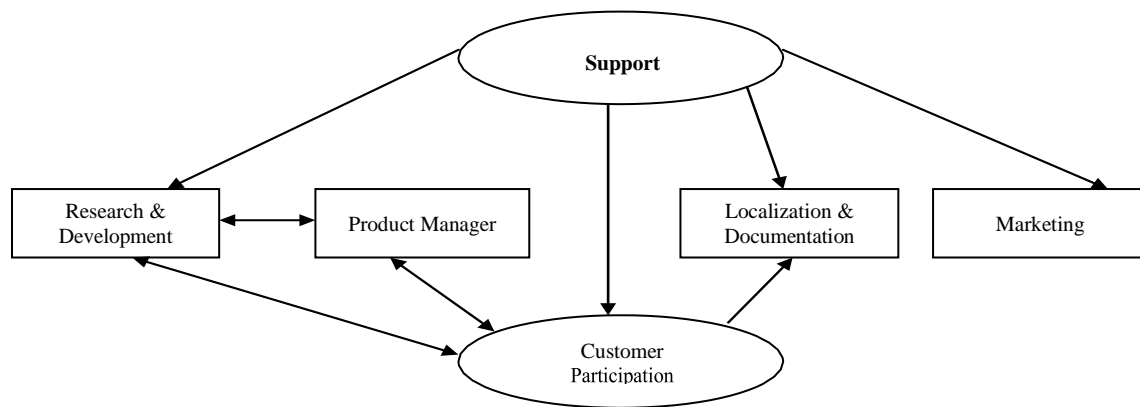 Support
Research &
Development
Product Manager
Localization &
Documentation
Marketing
Customer
Participation